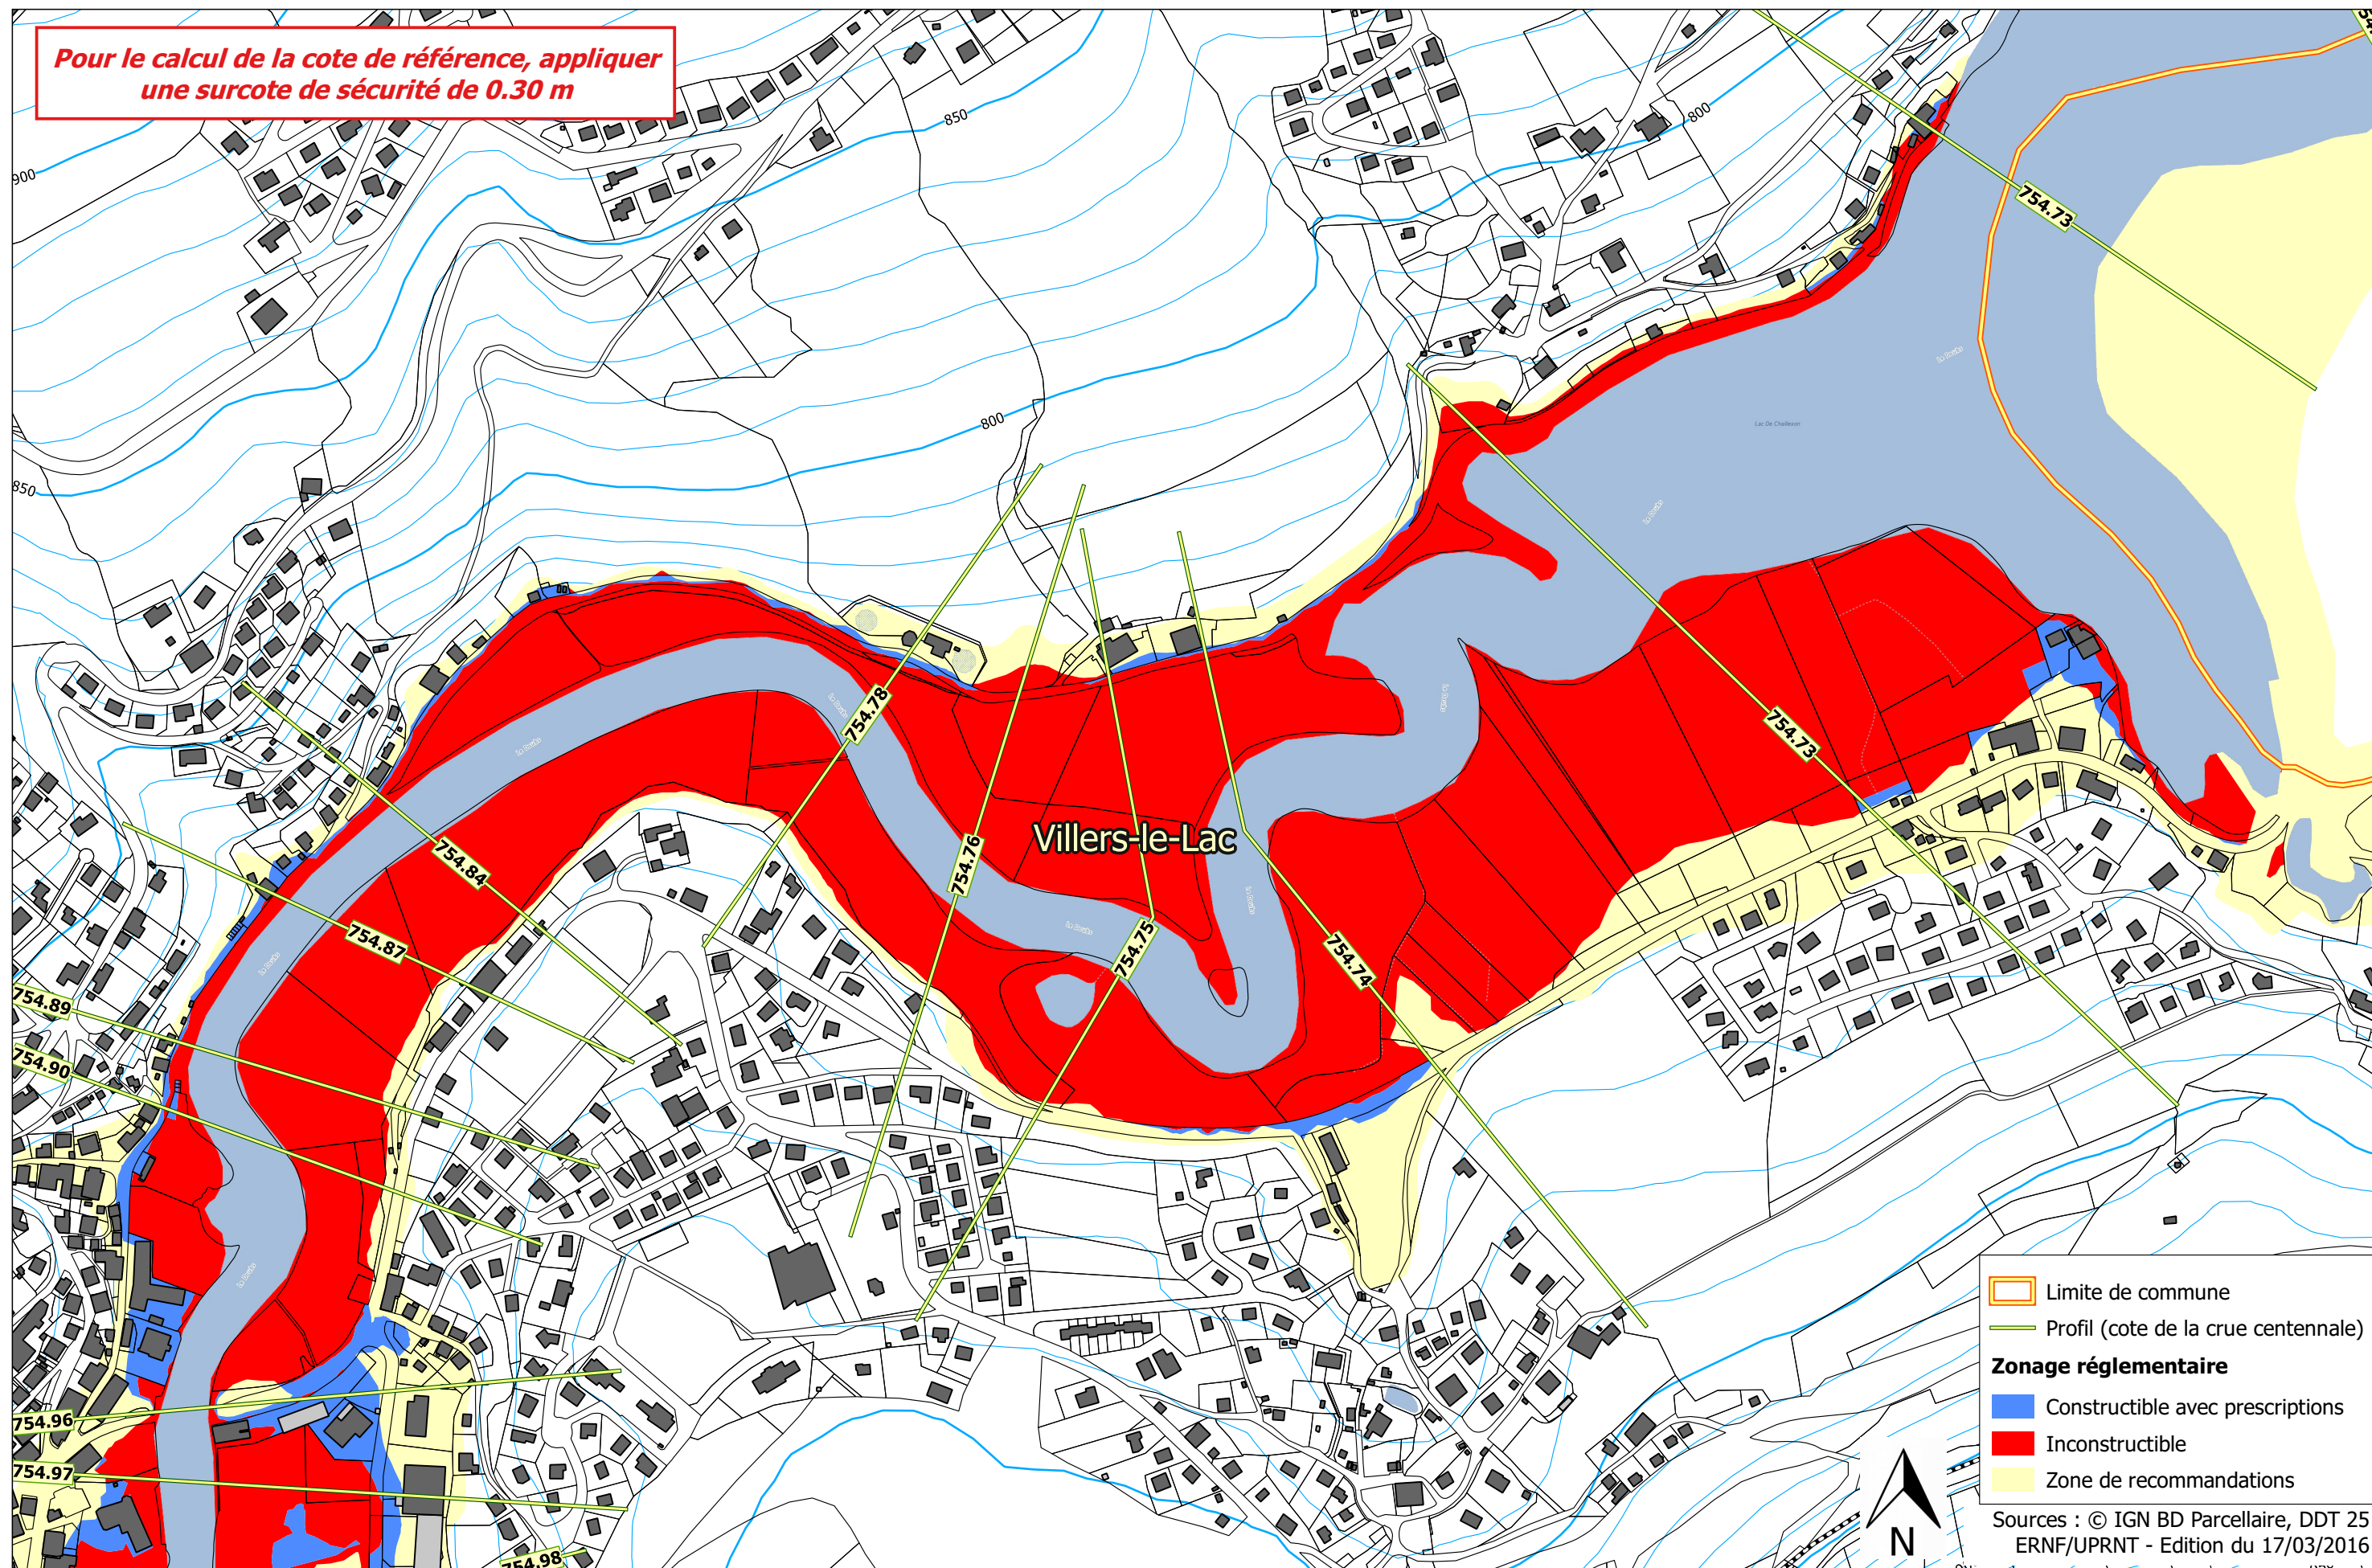 Pour le calcul de la cote de référence, appliquer
une surcote de sécurité de 0.30 m
850
800
900
754.73
800
Lac De Chaillexon
850
754.78
754.73
Villers-le-Lac
754.84
754.76
754.87
754.75
754.74
754.89
754.90
Limite de commune
Profil (cote de la crue centennale)
Zonage réglementaire
Constructible avec prescriptions
Inconstructible
Zone de recommandations
754.96
754.97
Sources : © IGN BD Parcellaire, DDT 25
ERNF/UPRNT - Edition du 17/03/2016
N
754.98